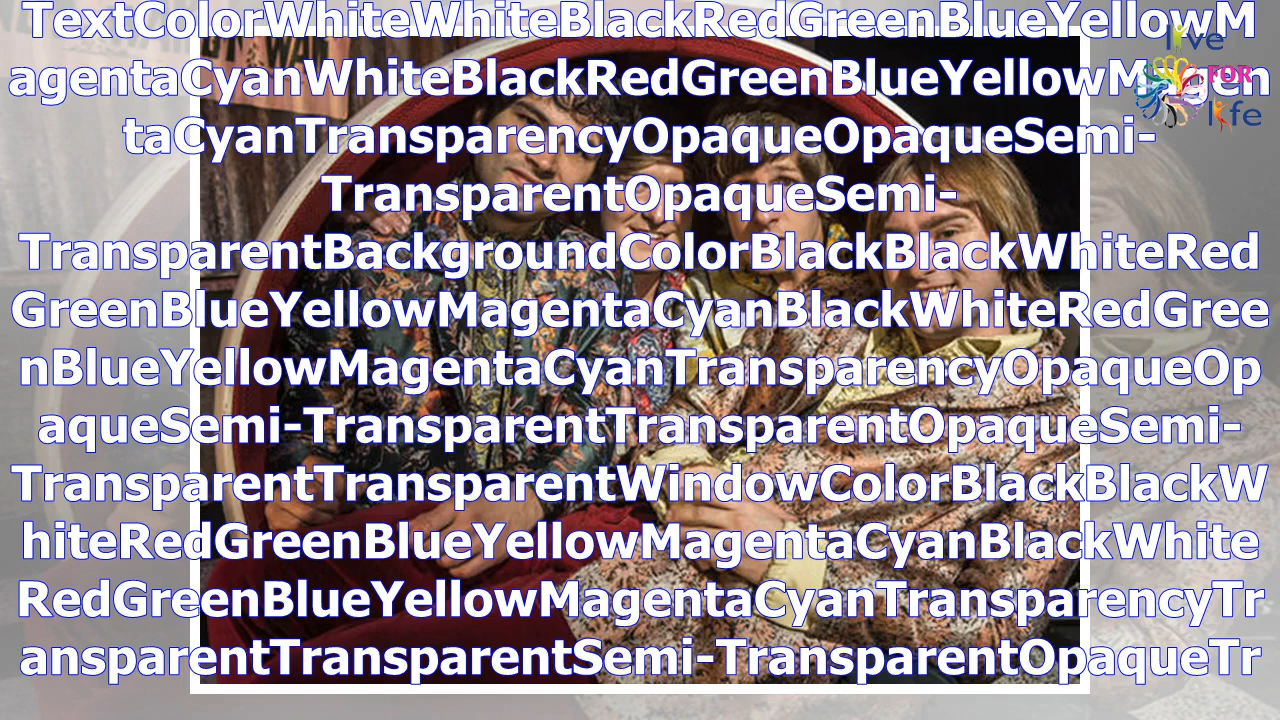 TextColorWhiteWhiteBlackRedGreenBlueYellowM
agentaCyanWhiteBlackRedGreenBlueYellowMagen
taCyanTransparencyOpaqueOpaqueSemi-
TransparentOpaqueSemi-
TransparentBackgroundColorBlackBlackWhiteRed
GreenBlueYellowMagentaCyanBlackWhiteRedGree
nBlueYellowMagentaCyanTransparencyOpaqueOp
aqueSemi-TransparentTransparentOpaqueSemi-
TransparentTransparentWindowColorBlackBlackW
hiteRedGreenBlueYellowMagentaCyanBlackWhite
RedGreenBlueYellowMagentaCyanTransparencyTr
ansparentTransparentSemi-TransparentOpaqueTr
live
FOR
life